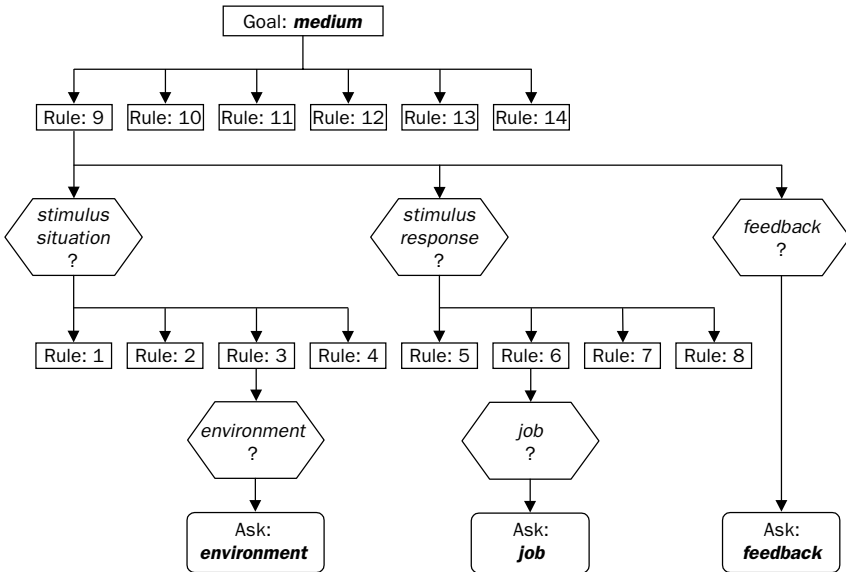 Goal: medium
Rule: 9 Rule: 10 Rule: 11 Rule: 12 Rule: 13 Rule: 14
stimulus
situation
?
stimulus
response
?
feedback
?
Rule: 1 Rule: 2 Rule: 3 Rule: 4 Rule: 5 Rule: 6 Rule: 7 Rule: 8
environment
?
job
?
Ask:
environment
Ask:
job
Ask:
feedback